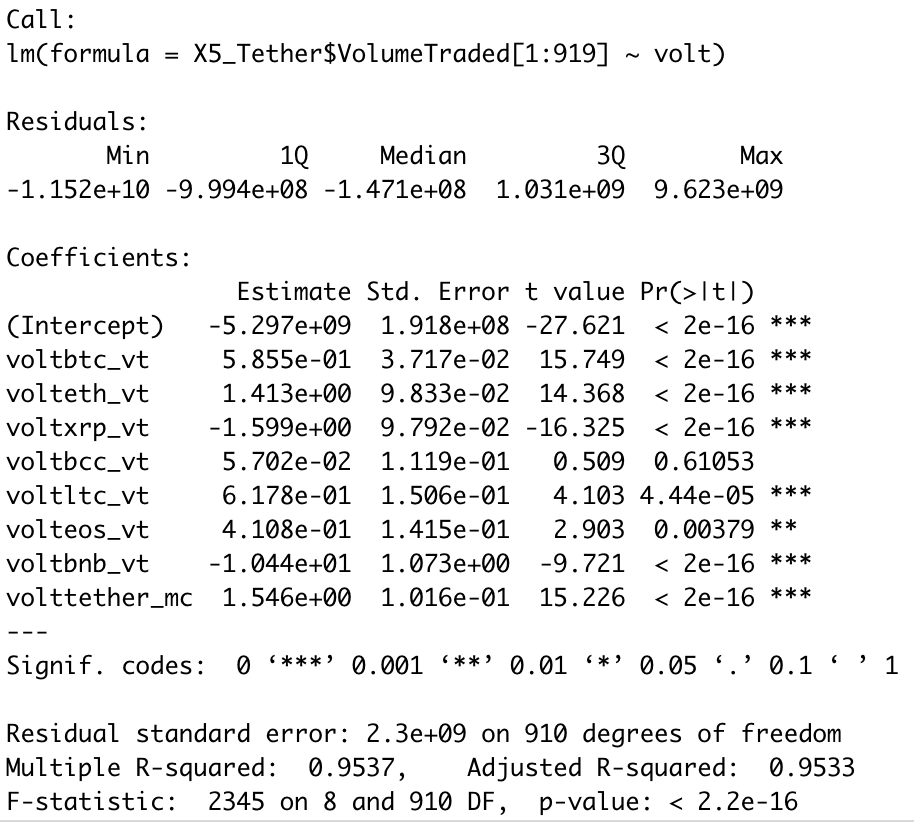 Call:
lm(formula = X5_Tether$VolumeTraded[1:919] ~ volt)
Residuals:
Min 1Q Median 3Q Max
-1.152e+10 -9.994e+08 -1.471e+08 1.031e+09 9.623e+09
Coefficients:
Estimate Std. Error t value Pr(>|t|)
(Intercept) -5.297e+09 1.918e+08 -27.621 < 2e-16 ***
voltbtc_vt 5.855e-01 3.717e-02 15.749 < 2e-16 ***
volteth_vt 1.413e+00 9.833e-02 14.368 < 2e-16 ***
voltxrp_vt -1.599e+00 9.792e-02 -16.325 < 2e-16 ***
voltbcc_vt 5.702e-02 1.119e-01 0.509 0.61053
voltltc_vt 6.178e-01 1.506e-01 4.103 4.44e-05 ***
volteos_vt 4.108e-01 1.415e-01 2.903 0.00379 **
voltbnb_vt -1.044e+01 1.073e+00 -9.721 < 2e-16 ***
volttether_mc 1.546e+00 1.016e-01 15.226 < 2e-16 ***
---
Signif. codes: 0 ‘***’ 0.001 ‘**’ 0.01 ‘*’ 0.05 ‘.’ 0.1 ‘ ’ 1
Residual standard error: 2.3e+09 on 910 degrees of freedom
Multiple R-squared: 0.9537, Adjusted R-squared: 0.9533
F-statistic: 2345 on 8 and 910 DF, p-value: < 2.2e-16